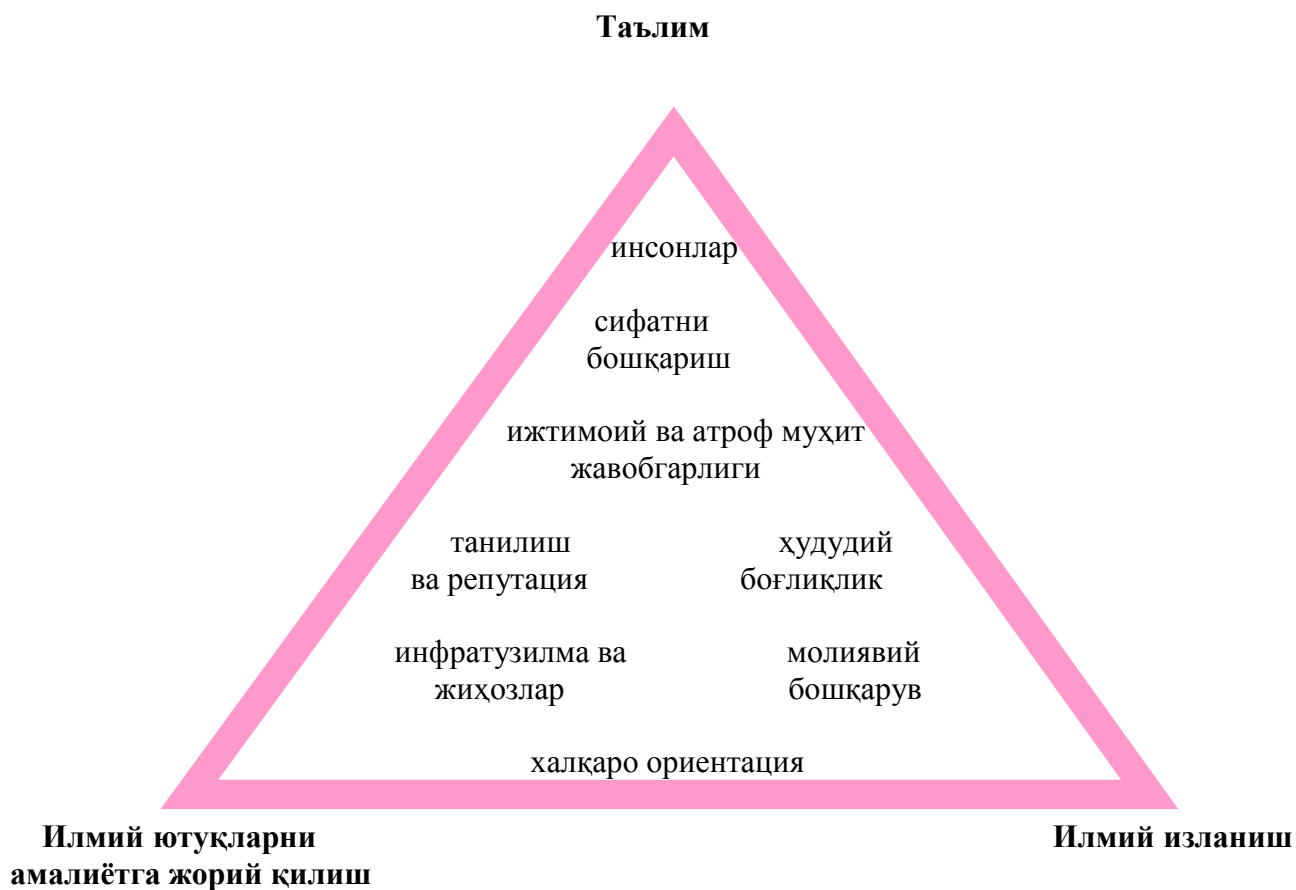 Таълим
инсонлар
сифатни
бошқариш
ижтимоий ва атроф муҳит
жавобгарлиги
танилиш
ва репутация
ҳудудий
боғлиқлик
инфратузилма ва
жиҳозлар
молиявий
бошқарув
халқаро ориентация
Илмий ютуқларни
амалиётга жорий қилиш
Илмий изланиш